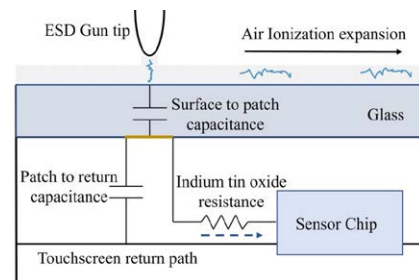 ESD Gun tip
Air Ionization expansion
Surface to patch
capacitance
Glass
Patch to return
capacitance
Indium tin oxide
resistance
Sensor Chip
Touchscreen return path